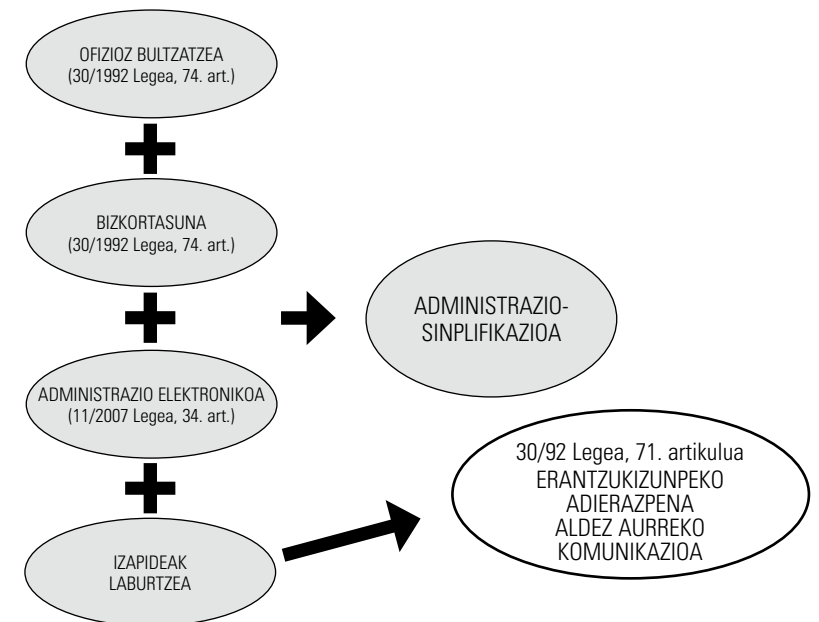 OFIZIOZ BULTZATZEA
(30/1992 Legea, 74. art.)
BIZKORTASUNA
(30/1992 Legea, 74. art.)
ADMINISTRAZIO-
SINPLIFIKAZIOA
ADMINISTRAZIO ELEKTRONIKOA
(11/2007 Legea, 34. art.)
30/92 Legea, 71. artikulua
ERANTZUKIZUNPEKO
ADIERAZPENA
ALDEZ AURREKO
KOMUNIKAZIOA
IZAPIDEAK
LABURTZEA